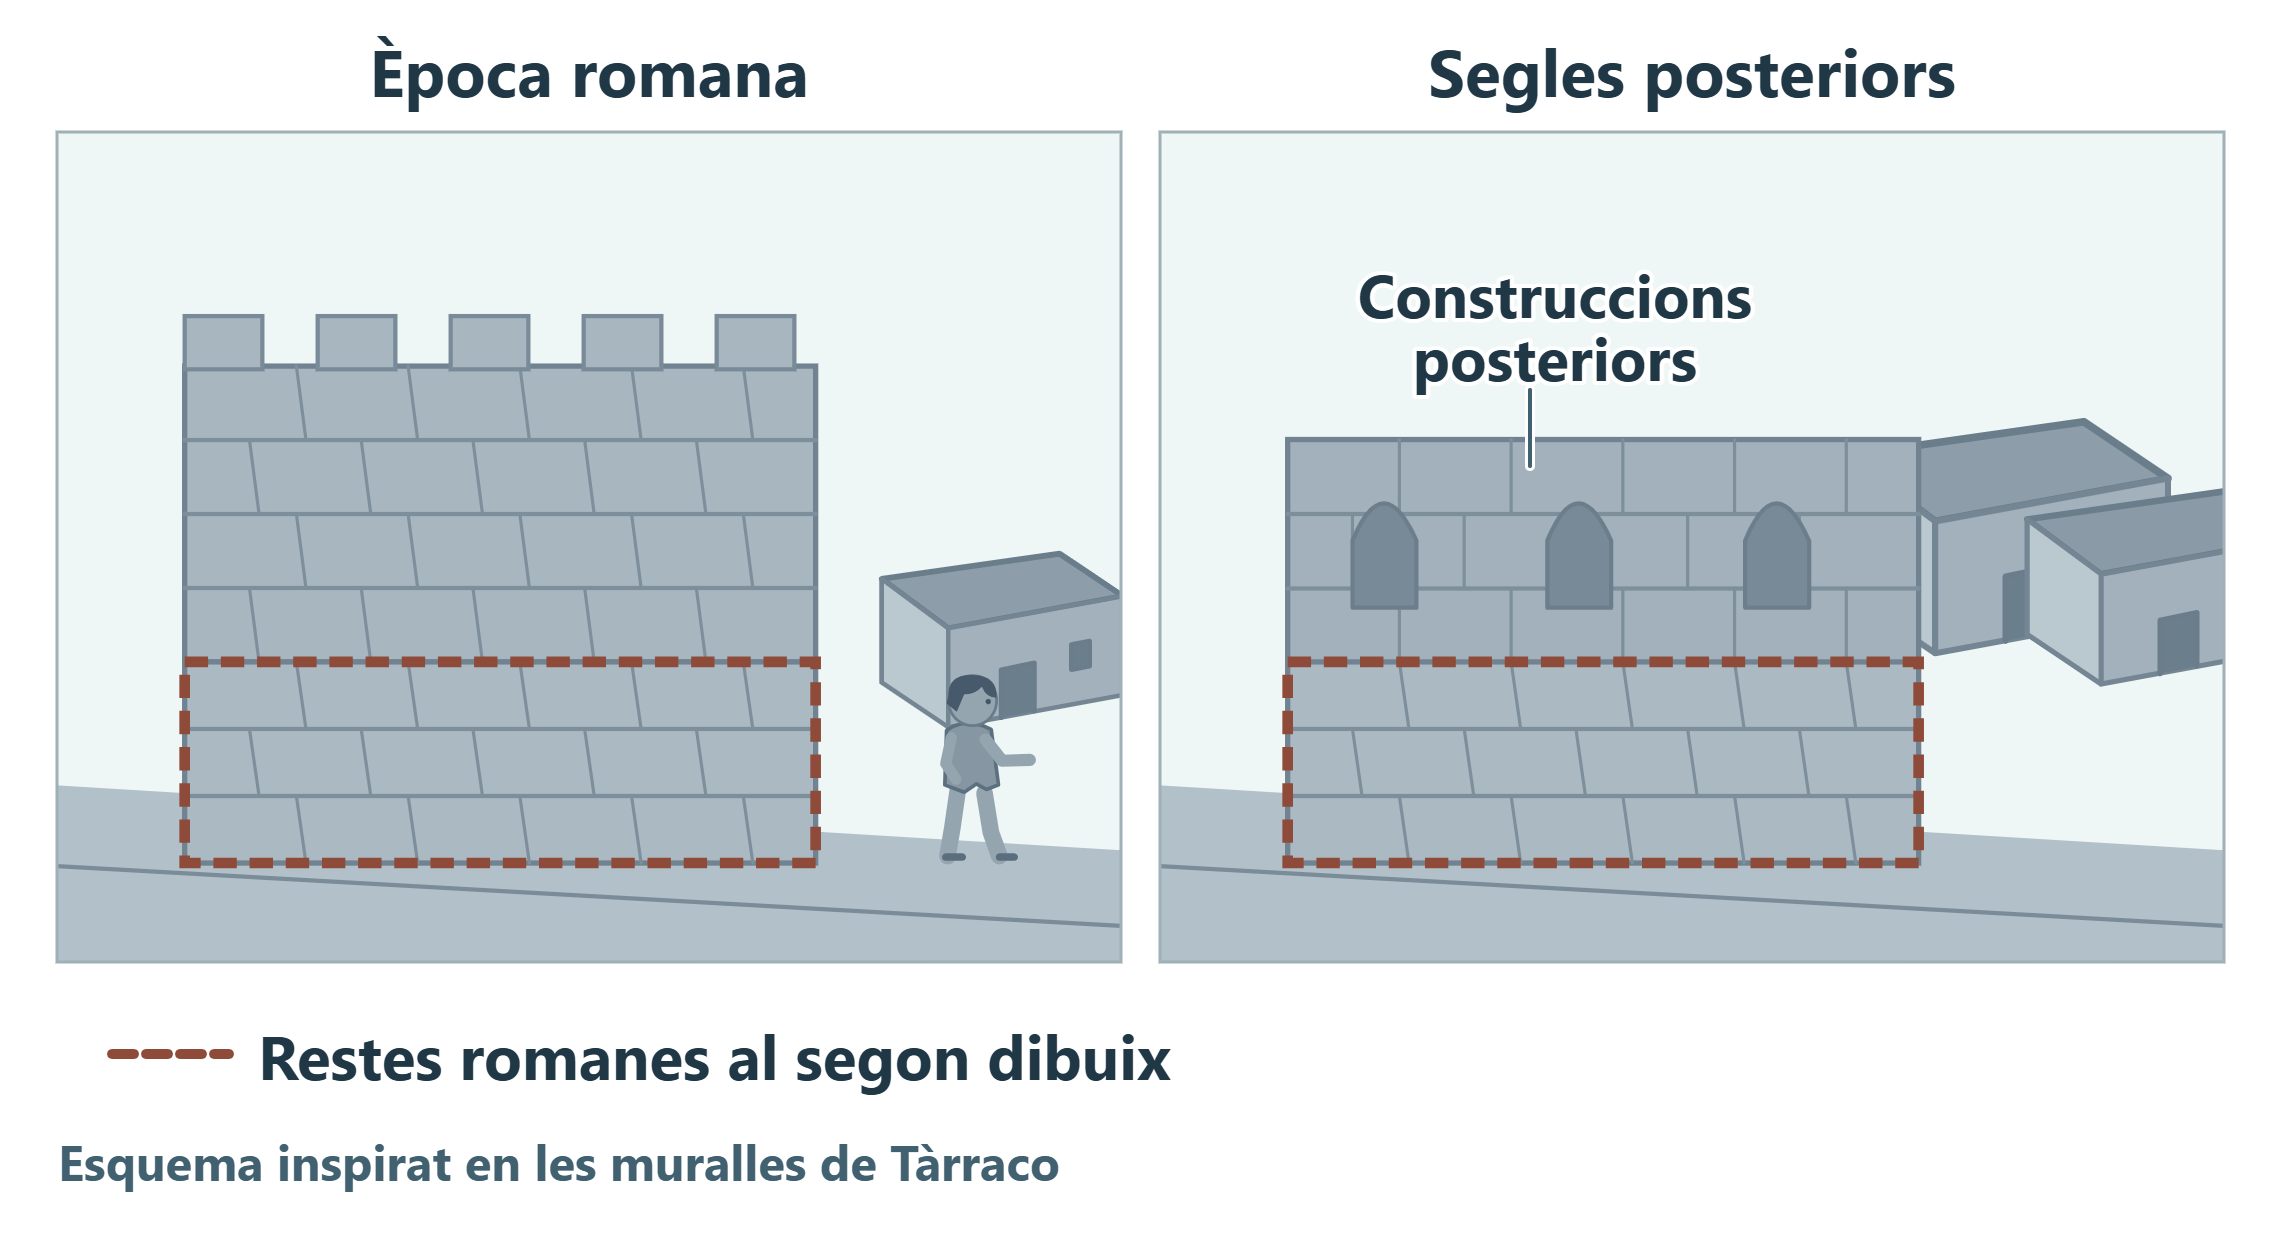 Època romana
Segles posteriors
Construccions
posteriors
Restes romanes al segon dibuix
Esquema inspirat en les muralles de Tàrraco